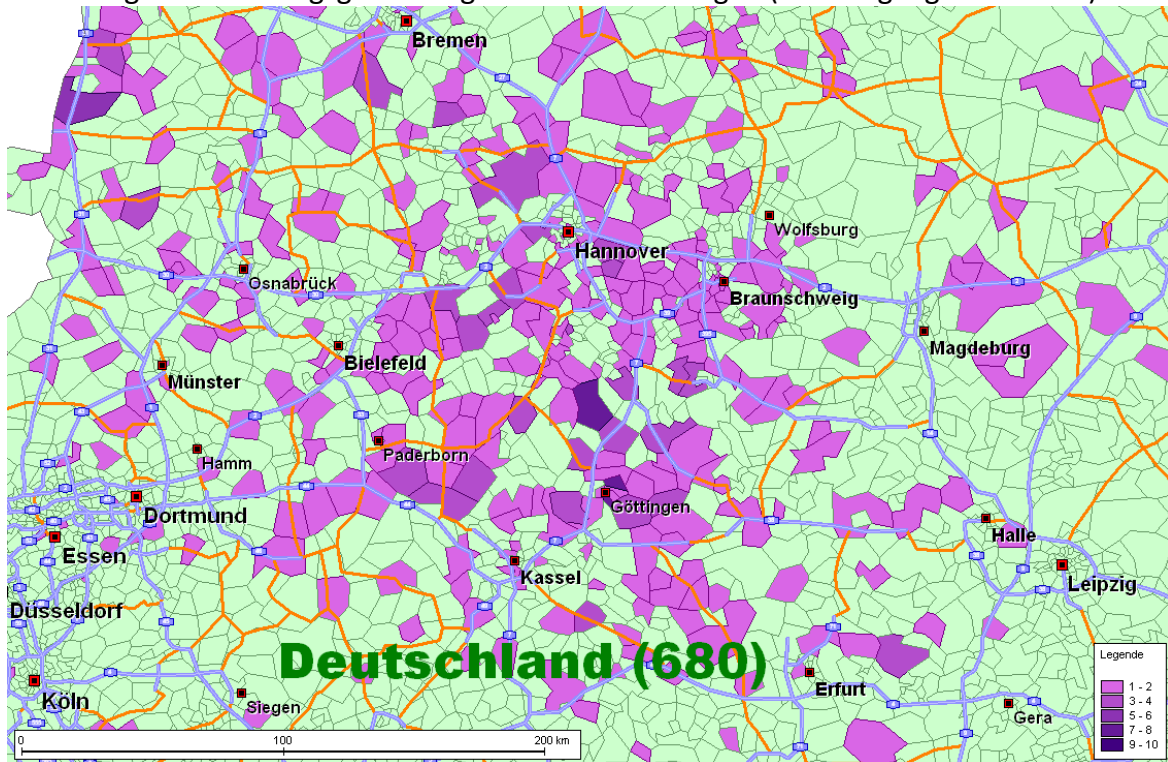 Bremen
Wolfsburg
Hannover
Osnabrück
Braunschweig
Magdeburg
Bielefeld
Münster
Paderborn
Hamm
Göttingen
Dortmund
Halle
Essen
Kassel
Leipzig
Düsseldorf
Deutschland (680)
Erfurt
Köln
Siegen
Gera
Legende
1 - 2
3 - 4
5 - 6
7 - 8
9 - 10
0 100 200 km